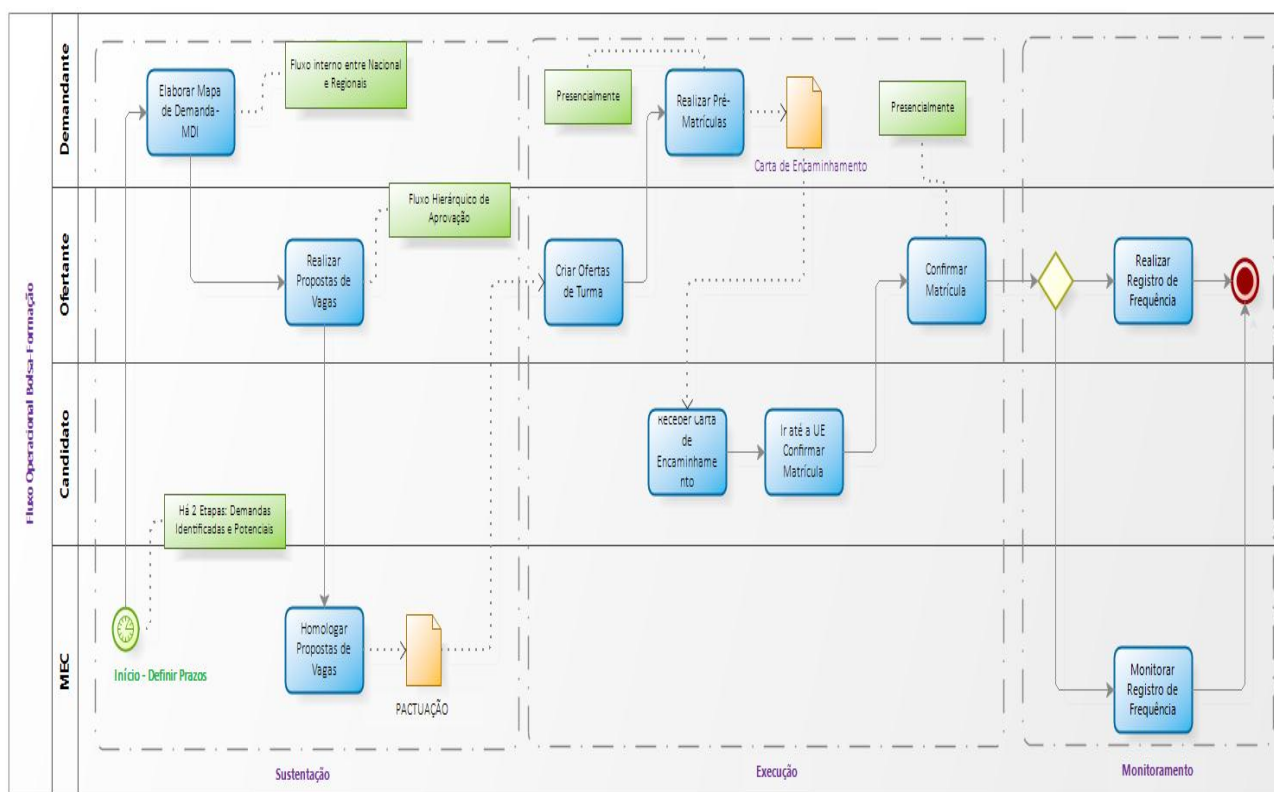 Fluxo Operacional Bolsa-Formação
Demandante
Elaborar Mapa
de Demanda-
MDI
Fluxo interno entre Nacional
e Regionais
Presencialmente
Realizar Pré-
Matrículas
Carta de Encaminhamento
Presencialmente
Ofertante
Fluxo Hierárquico de
Aprovação
Realizar
Propostas de
Vagas
Criar Ofertas
de Turma
Confirmar
Matrícula
Realizar
Registro de
Frequência
Candidato
Receber Carta
de
Encaminhame
nto
Ir até a UE
Confirmar
Matrícula
Há 2 Etapas: Demandas
Identificadas e Potenciais
MEC
Início - Definir Prazos
Homologar
Propostas de
Vagas
PACTUAÇÃO
Monitorar
Registro de
Frequência
Sustentação
Execução
Monitoramento